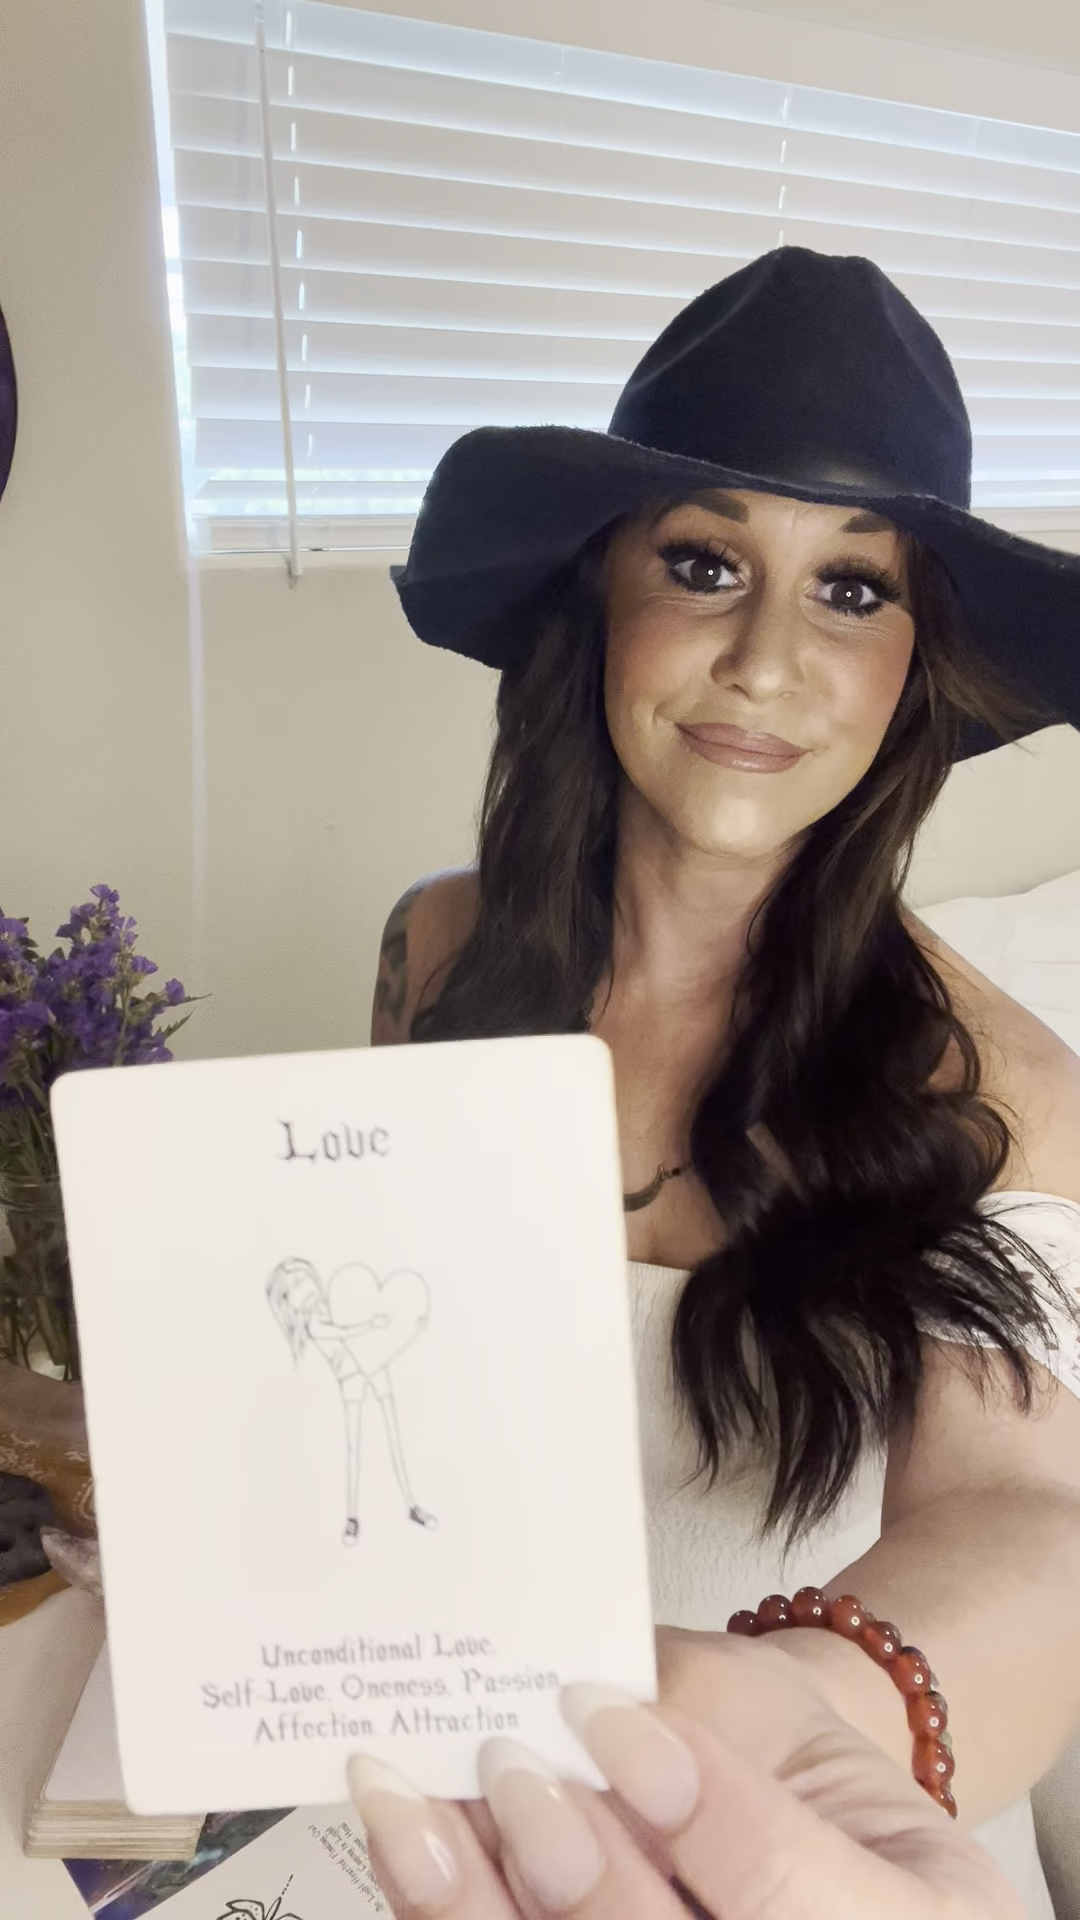 Love
Unconditional Love,
Self-Love, Oneness, Passion
Affection, Attraction